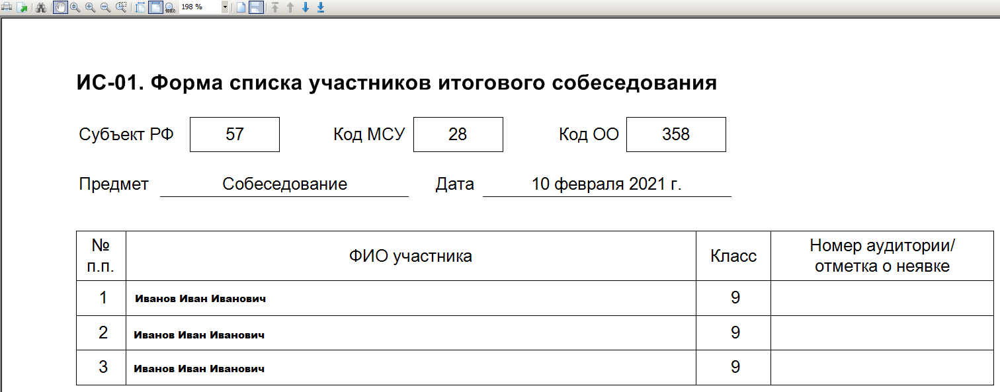 100%
198 %
ИС-01. Форма списка участников итогового собеседования
Субъект РФ 57 Код МСУ 28 Код ОО 358
Предмет Собеседование Дата 10 февраля 2021 г.
№ п.п. ФИО участника Класс Номер аудитории/
отметка о неявке
1 Иванов Иван Иванович 9
2 Иванов Иван Иванович 9
3 Иванов Иван Иванович 9